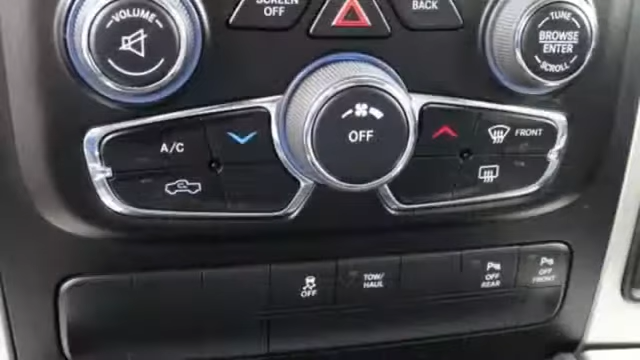 VOLUME
SCREEN
OFF
BACK
TUNE
BROWSE
ENTER
SCROLL
A/C
OFF
FRONT
OFF
TOW/
HAUL
P
OFF
REAR
P
OFF
FRONT